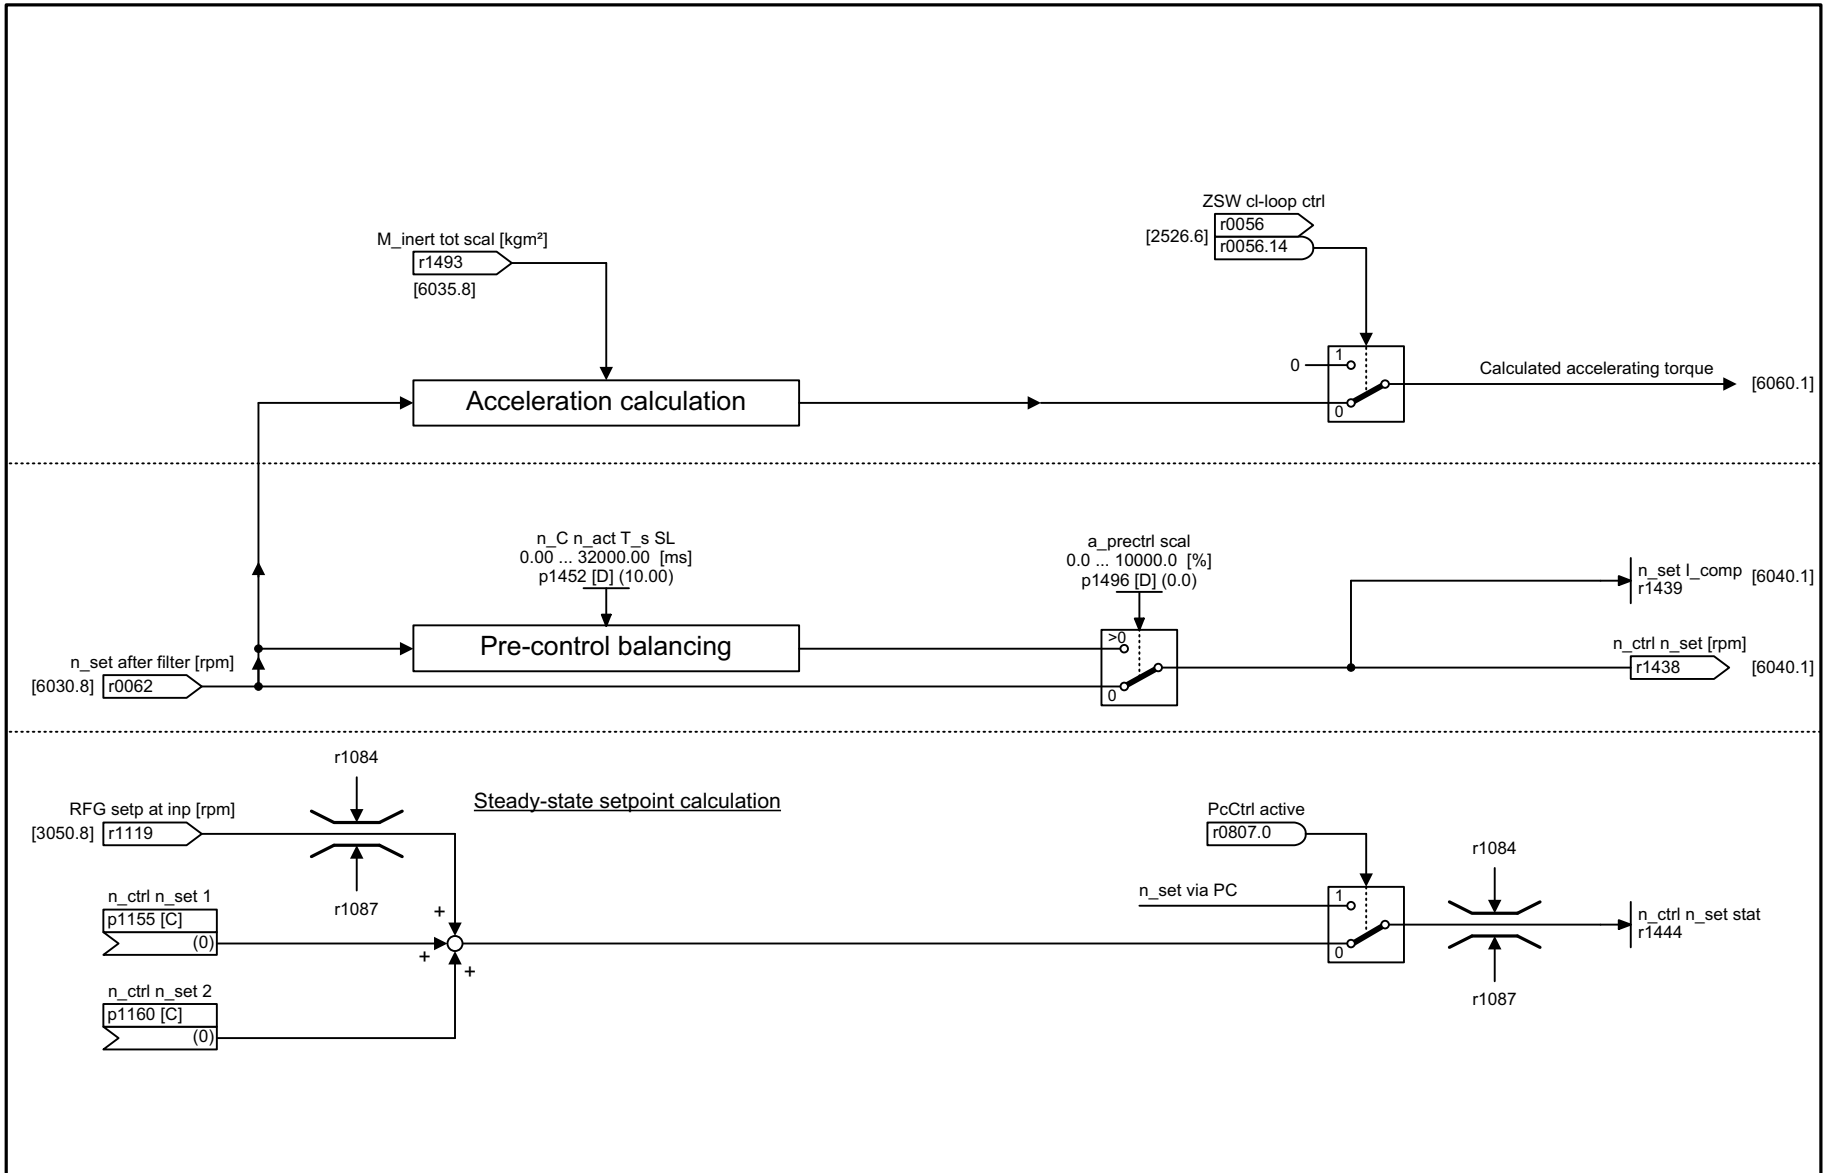 ZSW cl-loop ctrl
r0056
[2526.6]
r0056.14
M_inert tot scal [kgm²]
r1493
[6035.8]
1
0
0
Calculated accelerating torque
[6060.1]
Acceleration calculation
n_C n_act T_s SL
0.00 ... 32000.00 [ms]
p1452 [D] (10.00)
a_prectrl scal
0.0 ... 10000.0 [%]
p1496 [D] (0.0)
n_set I_comp
r1439
[6040.1]
Pre-control balancing
>0
0
n_set after filter [rpm]
[6030.8]
r0062
n_ctrl n_set [rpm]
r1438
[6040.1]
Steady-state setpoint calculation
r1084
RFG setp at inp [rpm]
[3050.8]
r1119
r1087
n_ctrl n_set 1
p1155 [C]
(0)
+
+
+
n_ctrl n_set 2
p1160 [C]
(0)
PcCtrl active
r0807.0
n_set via PC
1
0
r1084
n_ctrl n_set stat
r1444
r1087